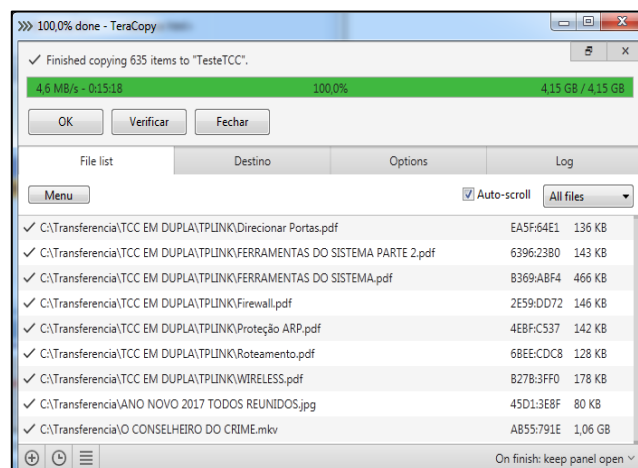 100,0% done - TeraCopy
Finished copying 635 items to "TesteTCC".
4,6 MB/s - 0:15:18 100,0% 4,15 GB / 4,15 GB
OK Verificar Fechar
File list Destino Options Log
Menu Auto-scroll All files
C:\Transferencia\TCC EM DUPLA\TPLINK\Direcionar Portas.pdf EA5F:64E1 136 KB
C:\Transferencia\TCC EM DUPLA\TPLINK\FERRAMENTAS DO SISTEMA PARTE 2.pdf 6396:23B0 143 KB
C:\Transferencia\TCC EM DUPLA\TPLINK\FERRAMENTAS DO SISTEMA.pdf B369:ABF4 466 KB
C:\Transferencia\TCC EM DUPLA\TPLINK\Firewall.pdf 2E59:DD72 146 KB
C:\Transferencia\TCC EM DUPLA\TPLINK\Proteção ARP.pdf 4EBF:C537 142 KB
C:\Transferencia\TCC EM DUPLA\TPLINK\Roteamento.pdf 6BEE:CDC8 128 KB
C:\Transferencia\TCC EM DUPLA\TPLINK\WIRELESS.pdf B27B:3FF0 178 KB
C:\Transferencia\ANO NOVO 2017 TODOS REUNIDOS.jpg 45D1:3E8F 80 KB
C:\Transferencia\O CONSELHEIRO DO CRIME.mkv AB55:791E 1,06 GB
On finish: keep panel open